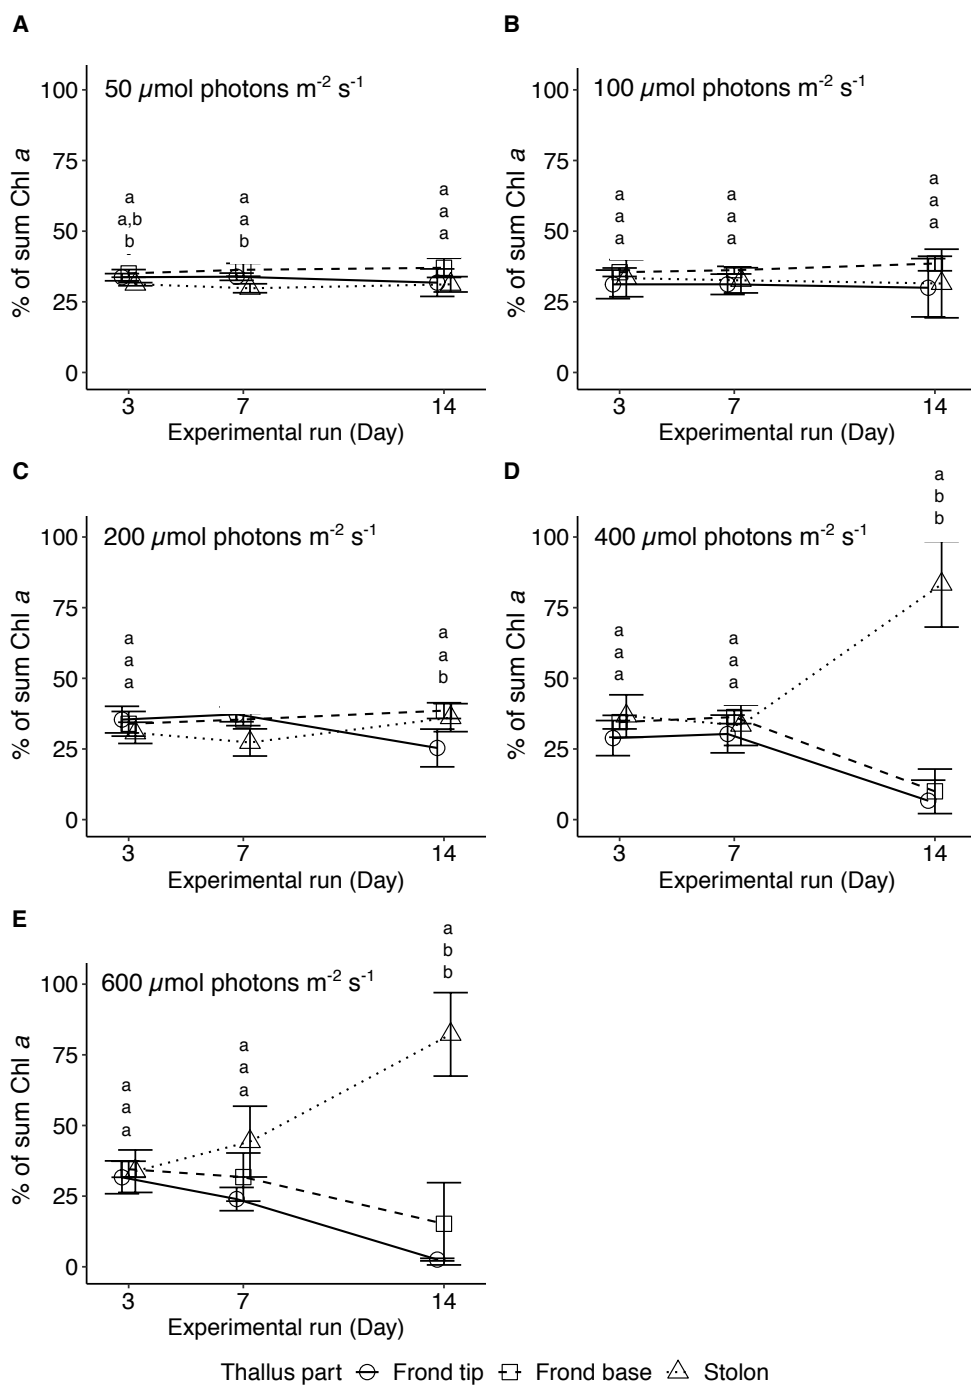 A
50 µmol photons m-2 s-1
% of sum Chl a
100
75
50
25
0
a
a,b
b
a
a
b
a
a
a
3
7
14
Experimental run (Day)
B
100 µmol photons m-2 s-1
% of sum Chl a
100
75
50
25
0
a
a
a
a
a
a
a
a
a
3
7
14
Experimental run (Day)
C
200 µmol photons m-2 s-1
% of sum Chl a
100
75
50
25
0
a
a
a
a
a
b
3
7
14
Experimental run (Day)
D
400 µmol photons m-2 s-1
% of sum Chl a
100
75
50
25
0
a
a
a
a
a
a
a
b
b
3
7
14
Experimental run (Day)
E
600 µmol photons m-2 s-1
% of sum Chl a
100
75
50
25
0
a
a
a
a
a
a
a
b
b
3
7
14
Experimental run (Day)
Thallus part Frond tip Frond base Stolon